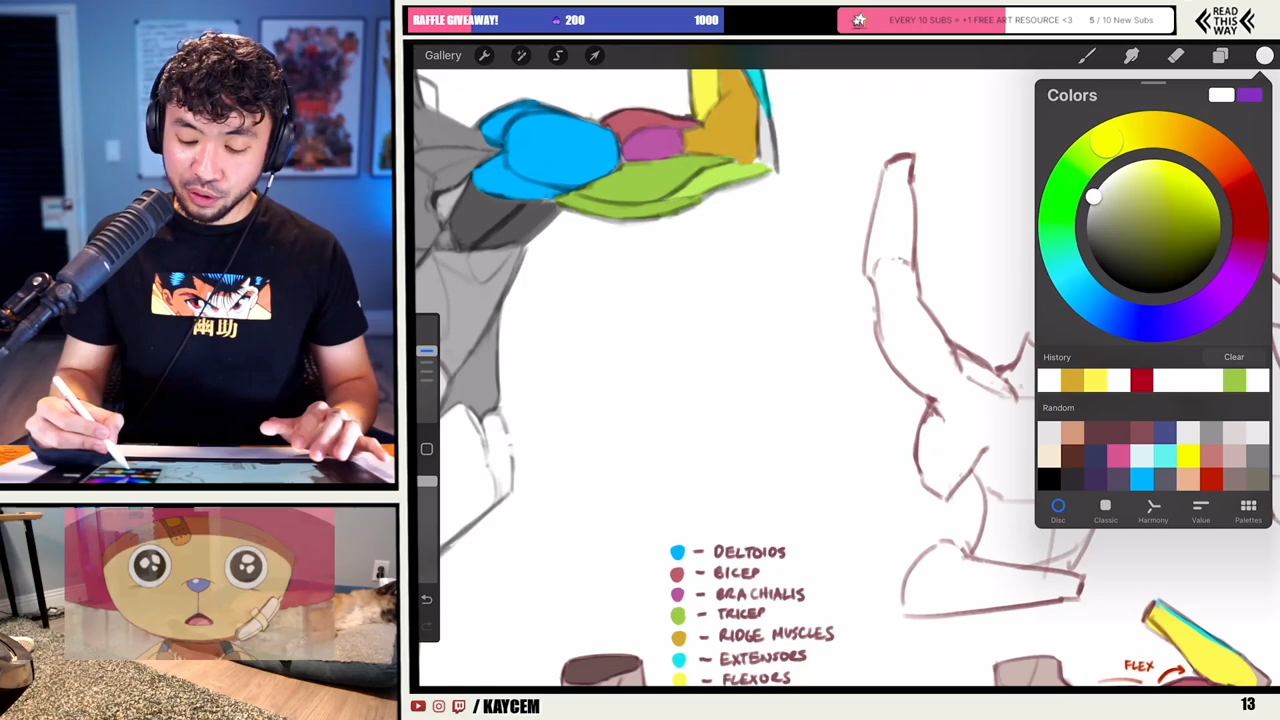 RAFFLE GIVEAWAY! 200 1000
EVERY 10 SUBS = +1 FREE ART RESOURCE <3 5 / 10 New Subs
READ
THIS
WAY
Gallery
Colors
History Clear
Random
Disc Classic Harmony Value Palettes
幽助
- DELTOIDS
- BICEP
- BRACHIALIS
- TRICEP
- RIDGE MUSCLES
- EXTENSORS
- FLEXORS
FLEX
/ KAYCEM
13